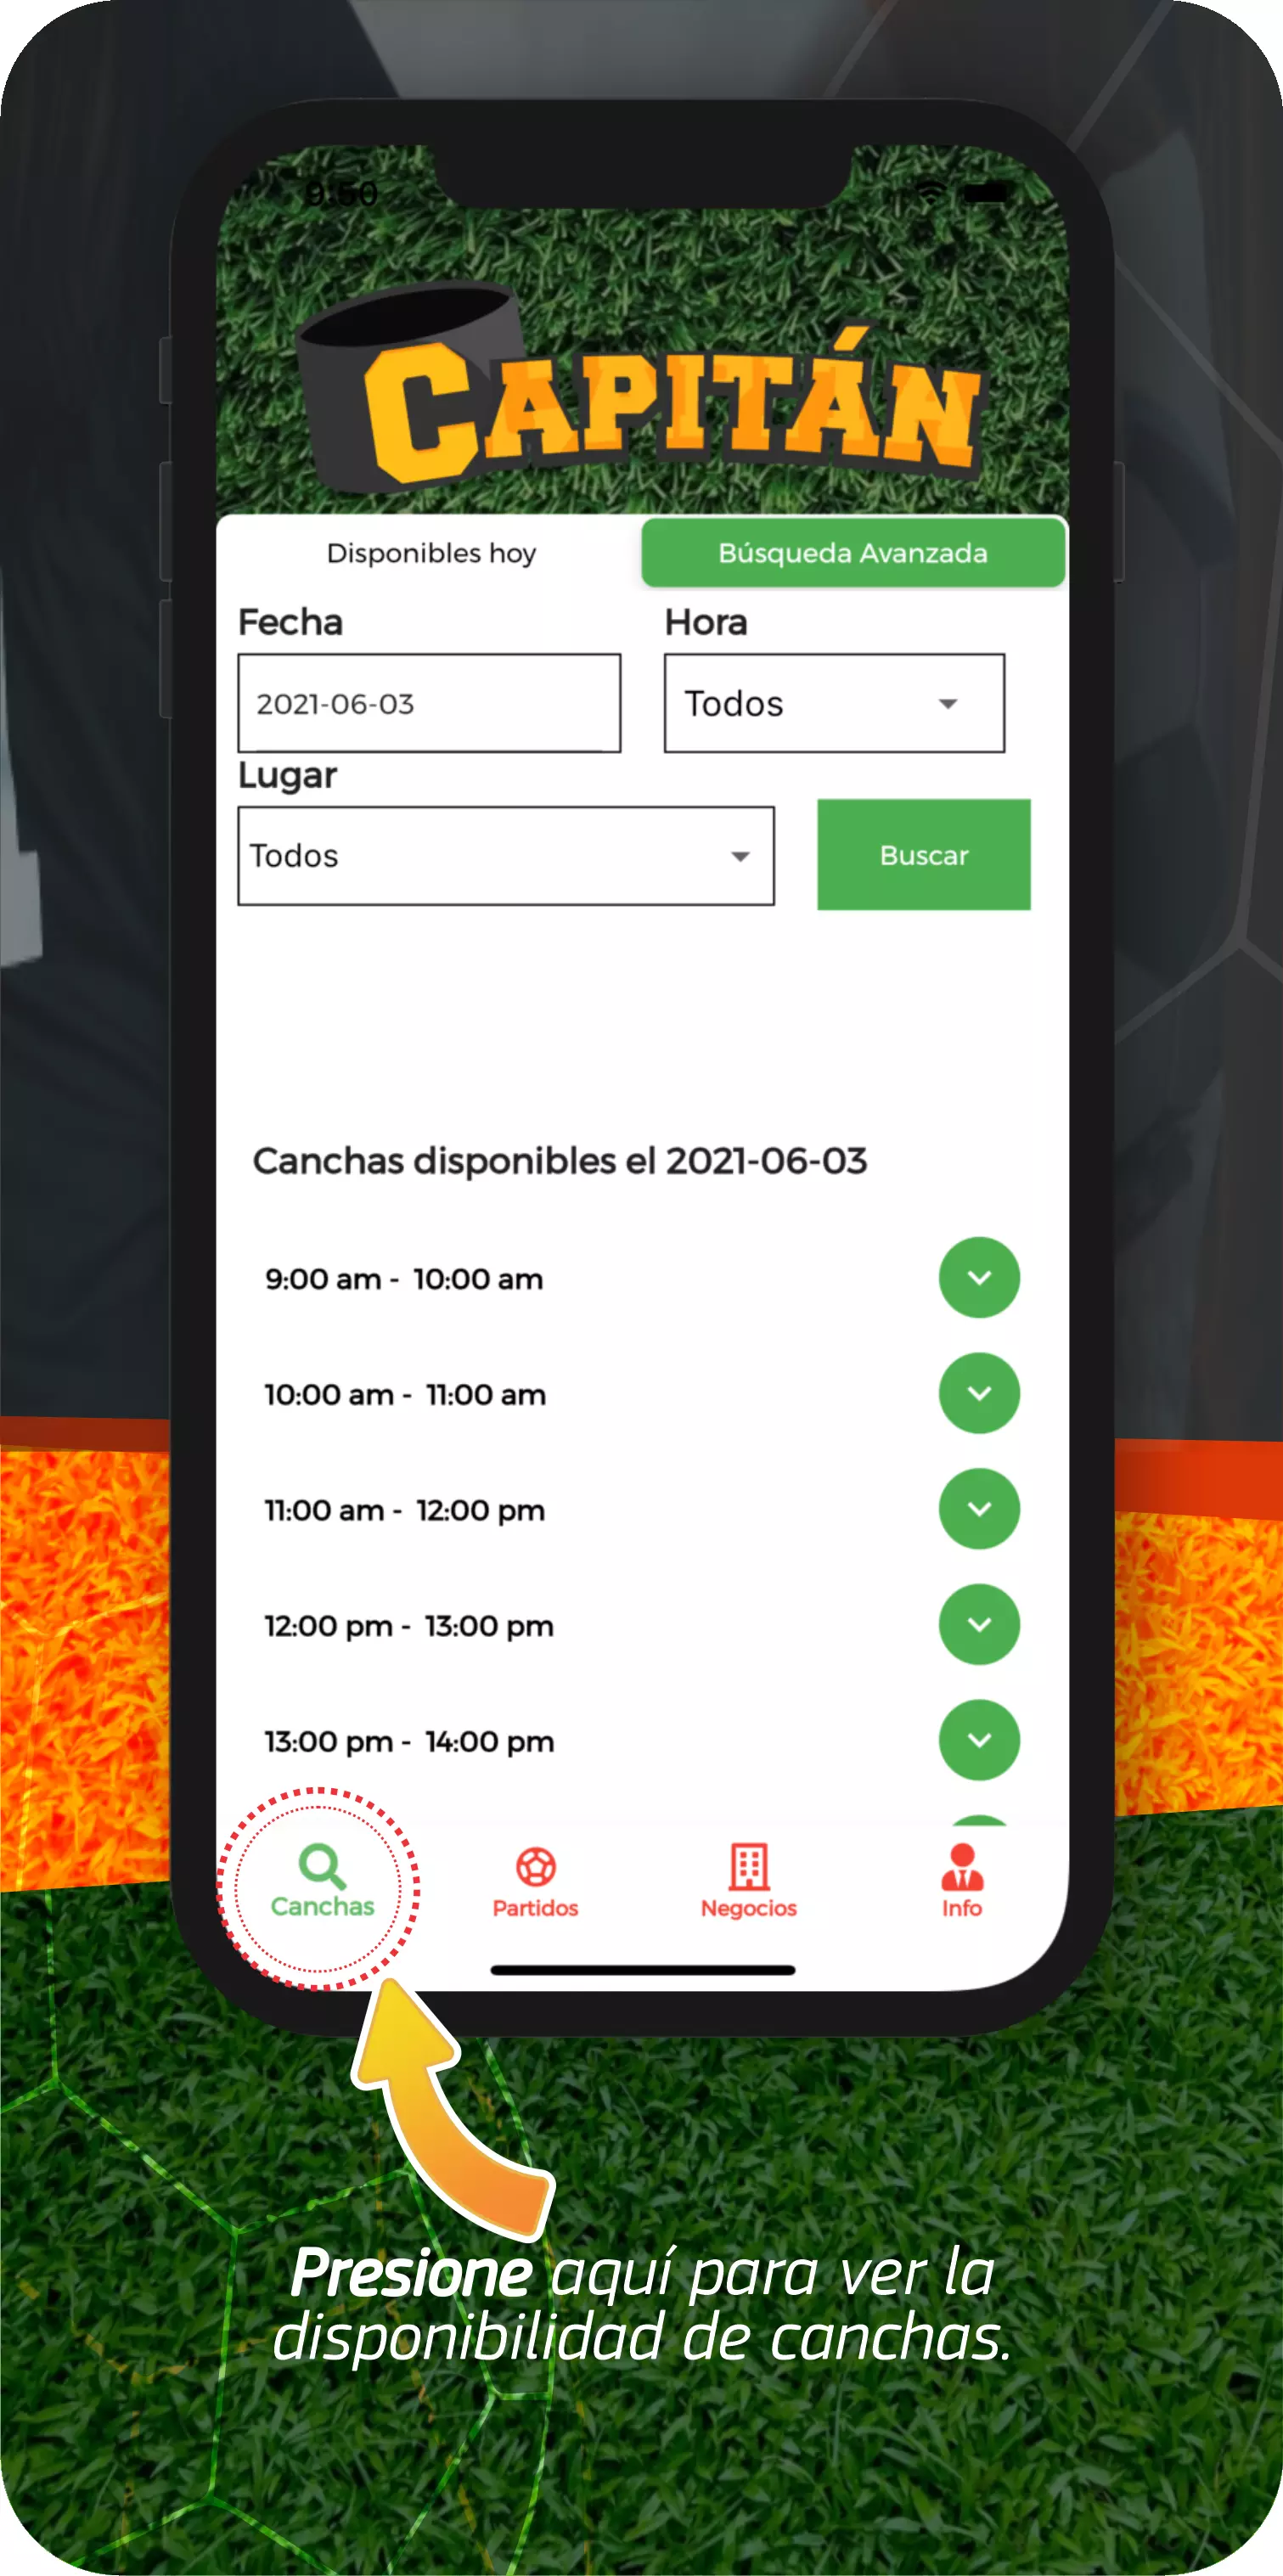 9:50
CAPITÁN
Disponibles hoy
Búsqueda Avanzada
Fecha
Hora
2021-06-03
Todos
Lugar
Todos
Buscar
Canchas disponibles el 2021-06-03
9:00 am - 10:00 am
10:00 am - 11:00 am
11:00 am - 12:00 pm
12:00 pm - 13:00 pm
13:00 pm - 14:00 pm
Canchas
Partidos
Negocios
Info
Presione aquí para ver la
disponibilidad de canchas.